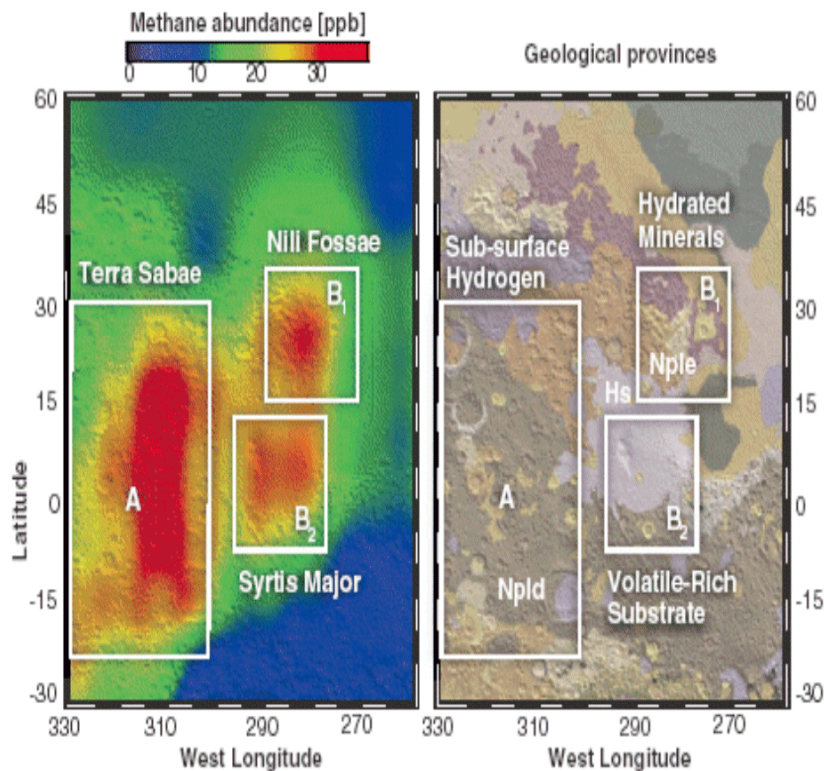 Methane abundance [ppb]
0 10 20 30
Geological provinces
60
45
30
15
0
-15
-30
Latitude
Terra Sabae
Nili Fossae
B1
A
B2
Syrtis Major
330 310 290 270
West Longitude
Sub-surface
Hydrogen
Hydrated
Minerals
B1
Nple
Hs
A
B2
Npld
Volatile-Rich
Substrate
60
45
30
15
0
-15
-30
330 310 290 270
West Longitude